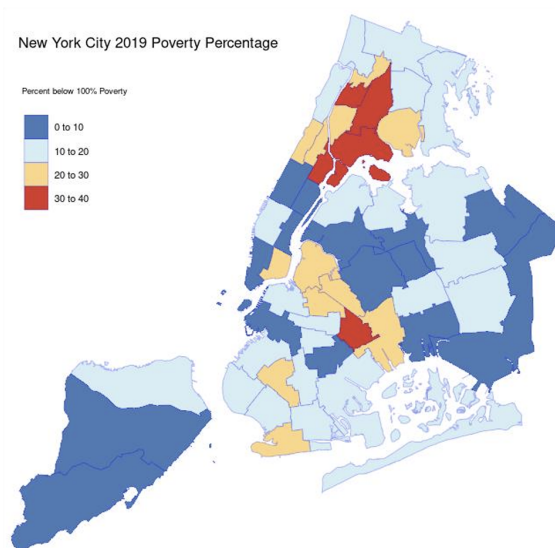 New York City 2019 Poverty Percentage
Percent below 100% Poverty
0 to 10
10 to 20
20 to 30
30 to 40